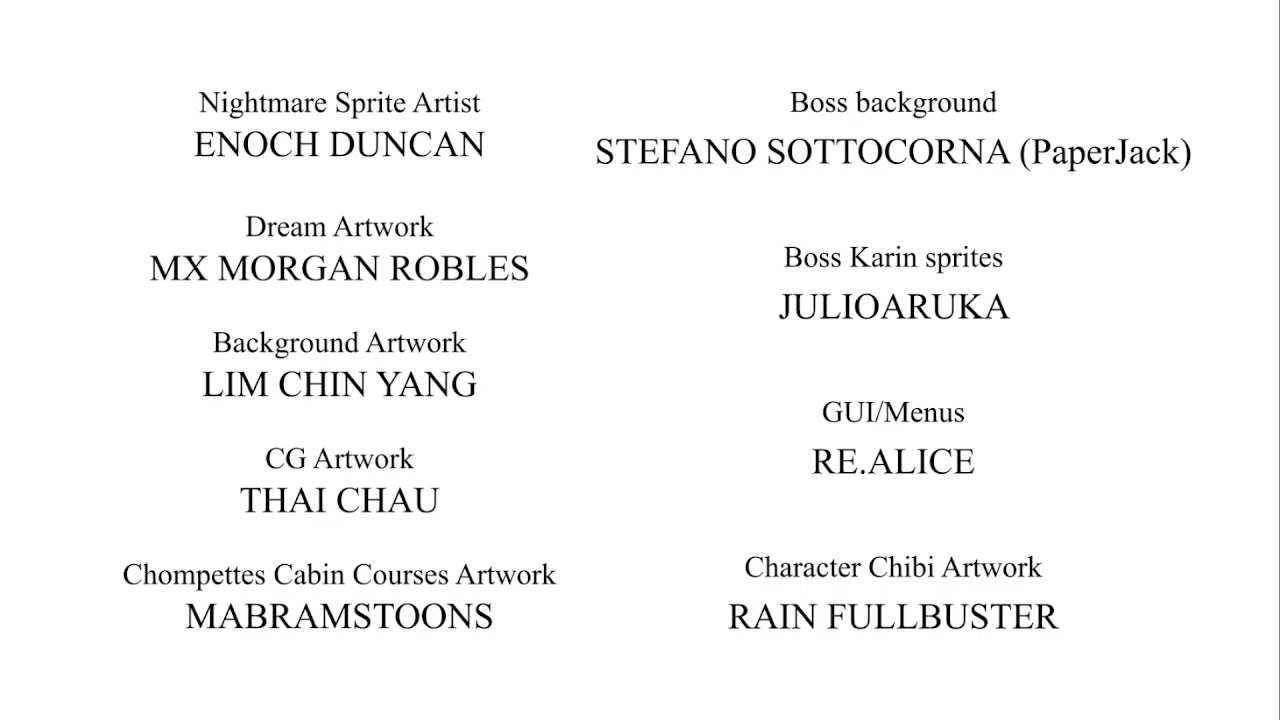 Nightmare Sprite Artist
ENOCH DUNCAN
Dream Artwork
MX MORGAN ROBLES
Background Artwork
LIM CHIN YANG
CG Artwork
THAI CHAU
Chompettes Cabin Courses Artwork
MABRAMSTOONS
Boss background
STEFANO SOTTOCORNA (PaperJack)
Boss Karin sprites
JULIOARUKA
GUI/Menus
RE.ALICE
Character Chibi Artwork
RAIN FULLBUSTER